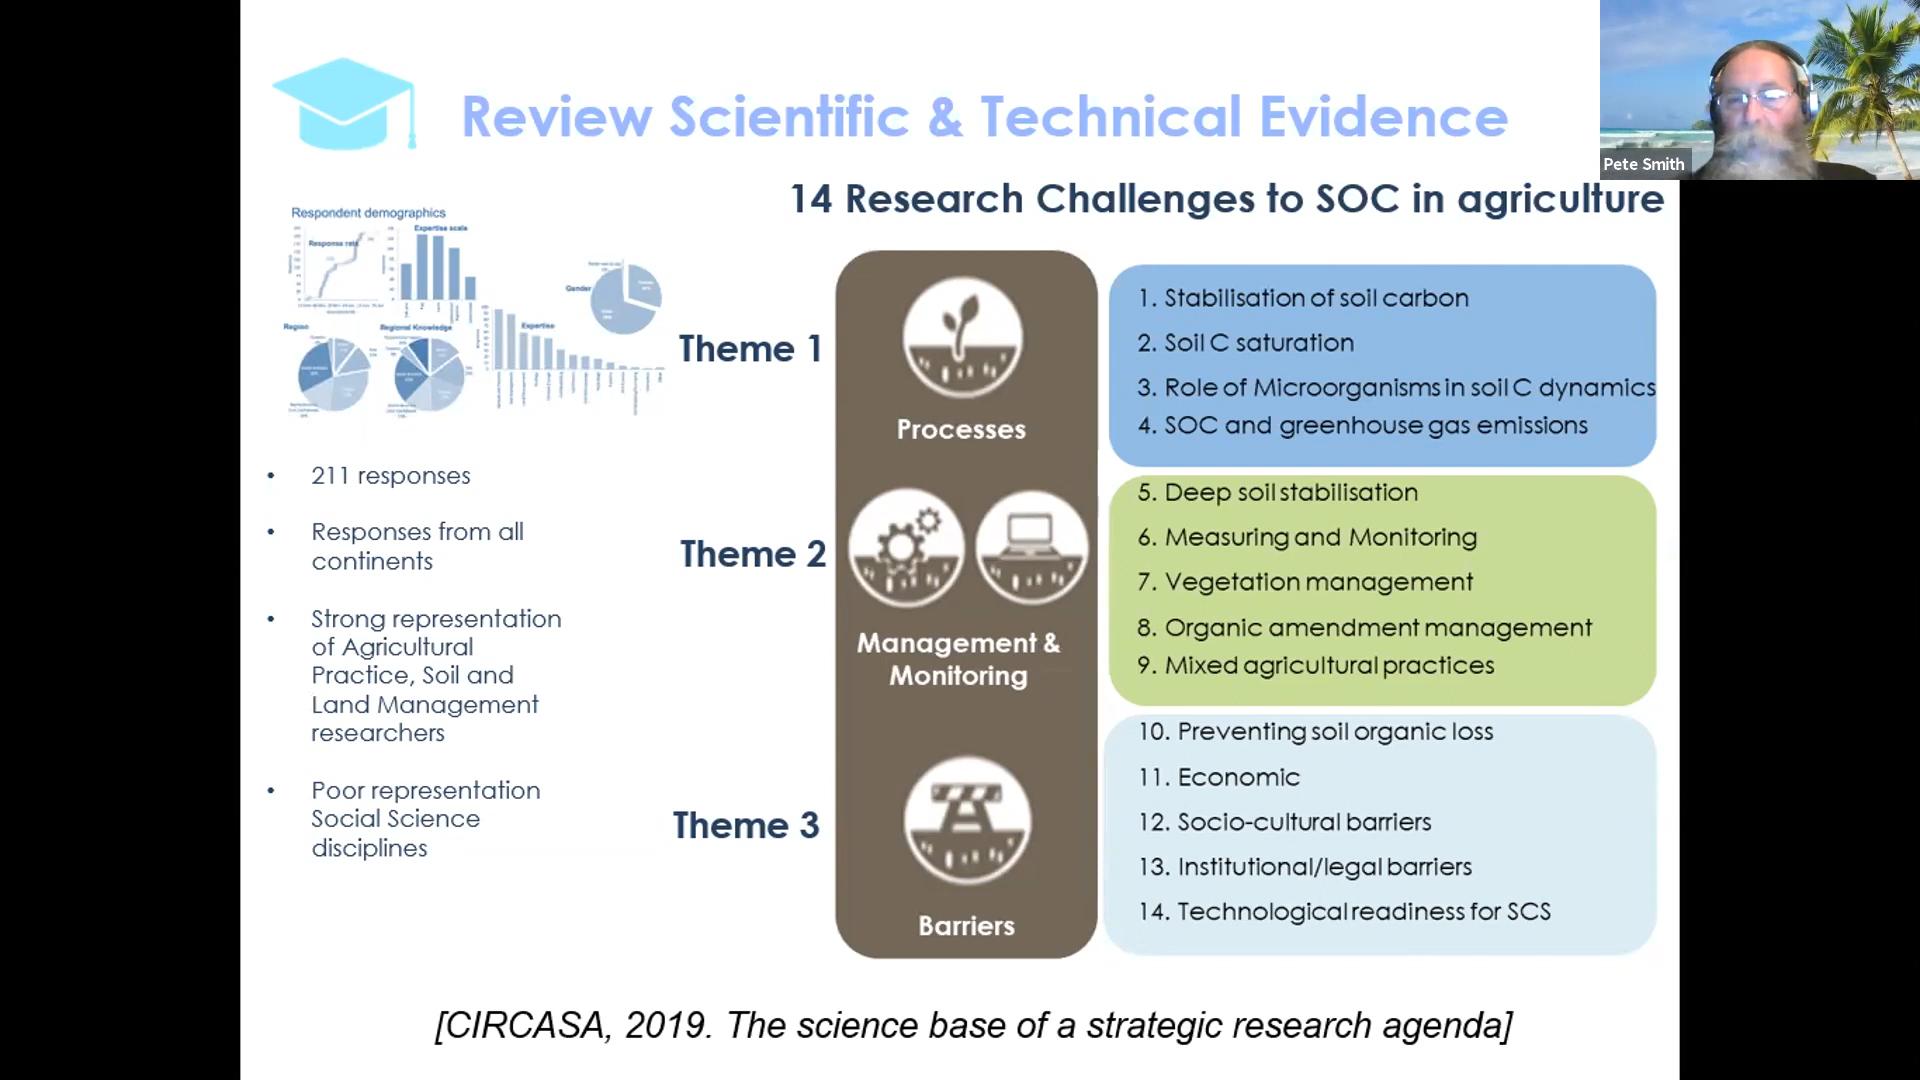 Review Scientific & Technical Evidence
Pete Smith
14 Research Challenges to SOC in agriculture
Respondent demographics
Response rate
Expertise scale
Gender
Region
Regional Knowledge
Expertise
• 211 responses
• Responses from all
continents
• Strong representation
of Agricultural
Practice, Soil and
Land Management
researchers
• Poor representation
Social Science
disciplines
Theme 1
Processes
1. Stabilisation of soil carbon
2. Soil C saturation
3. Role of Microorganisms in soil C dynamics
4. SOC and greenhouse gas emissions
Theme 2
Management &
Monitoring
5. Deep soil stabilisation
6. Measuring and Monitoring
7. Vegetation management
8. Organic amendment management
9. Mixed agricultural practices
Theme 3
Barriers
10. Preventing soil organic loss
11. Economic
12. Socio-cultural barriers
13. Institutional/legal barriers
14. Technological readiness for SCS
[CIRCASA, 2019. The science base of a strategic research agenda]